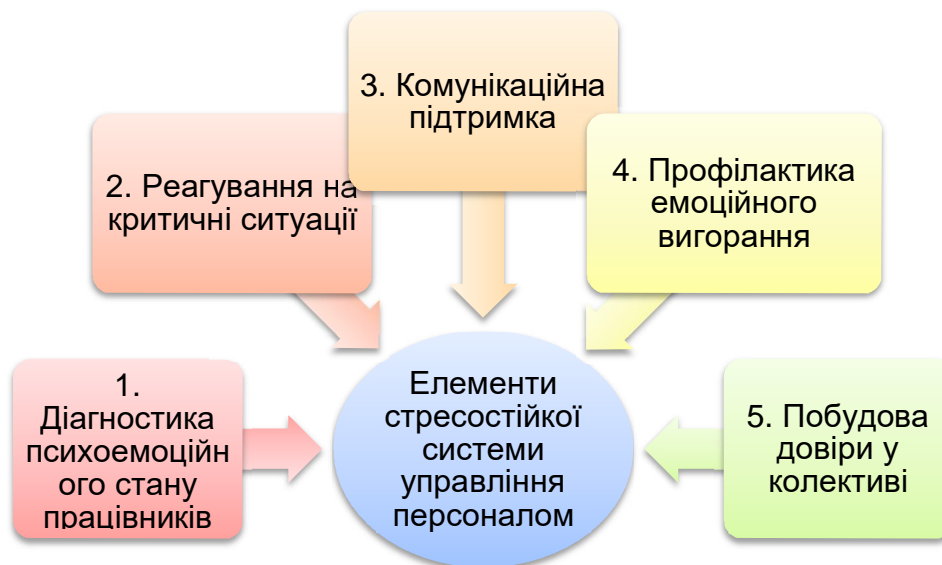 1.
Діагностика
психоемоційн
ого стану
працівників
2. Реагування на
критичні ситуації
3. Комунікаційна
підтримка
4. Профілактика
емоційного
вигорання
5. Побудова
довіри у
колективі
Елементи
стресостійкої
системи
управління
персоналом